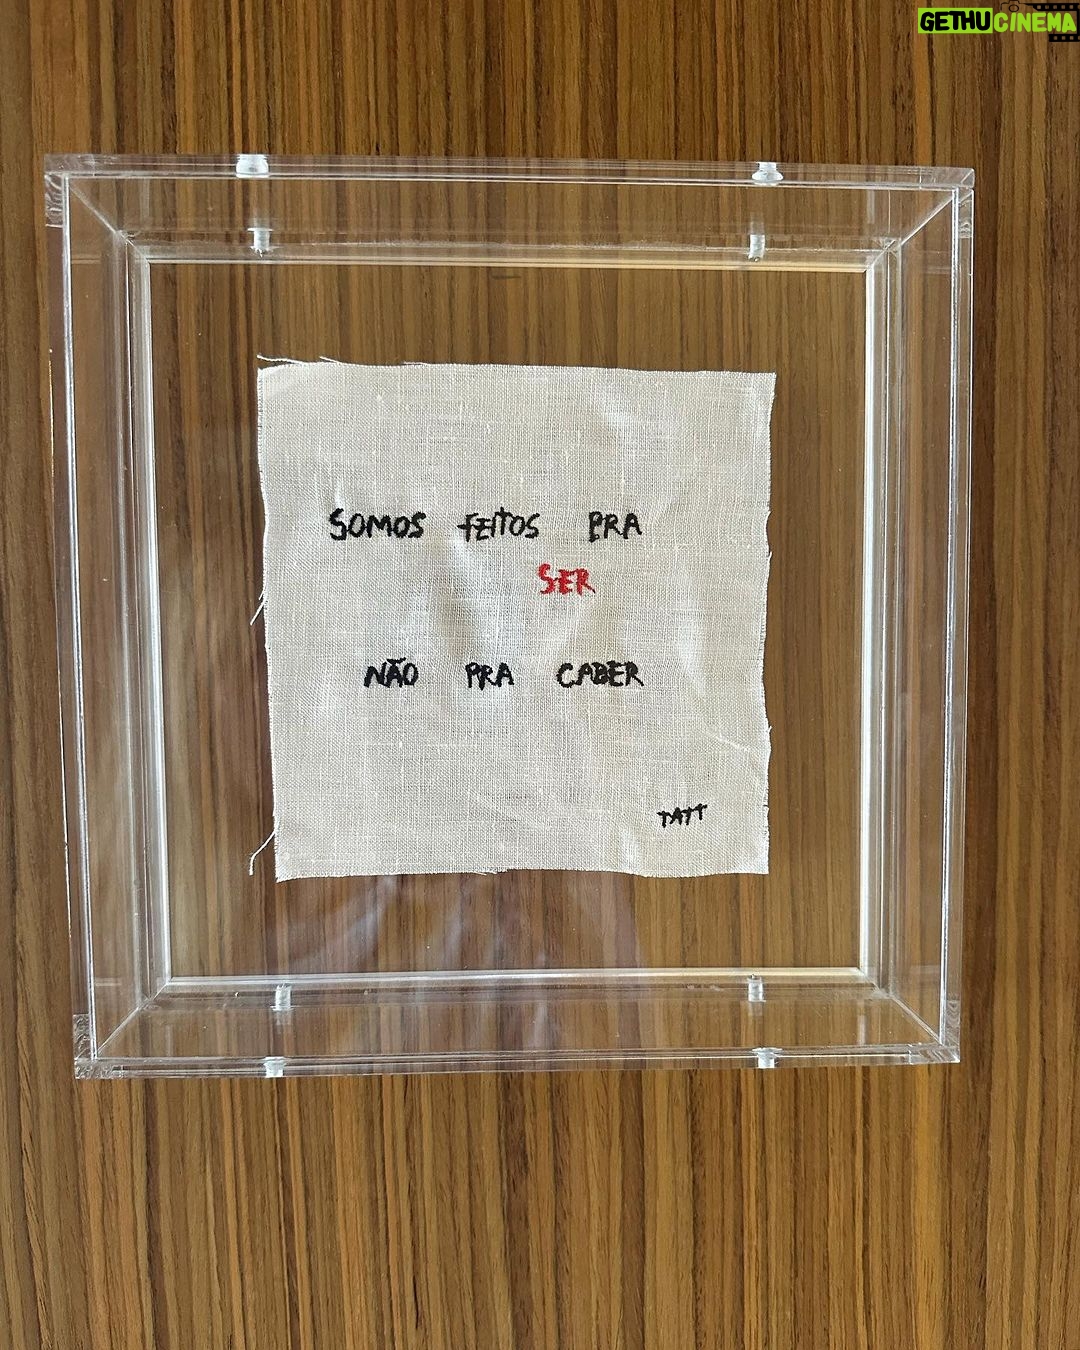 GETHUCINEMA
SOMOS FEITOS PRA
SER
NÃO PRA CABER
TATT